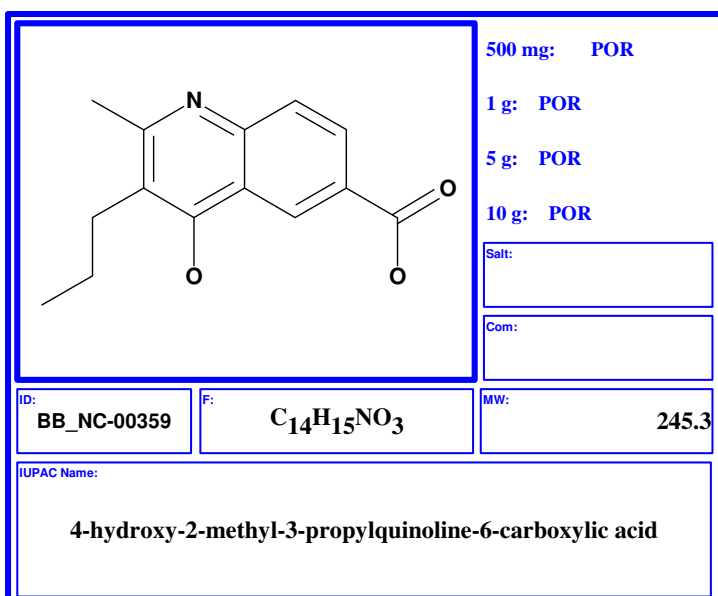 N
O
O
O
500 mg: POR
1 g: POR
5 g: POR
10 g: POR
Salt:
Com:
ID:
BB_NC-00359
F:
C14H15NO3
MW:
245.3
IUPAC Name:
4-hydroxy-2-methyl-3-propylquinoline-6-carboxylic acid